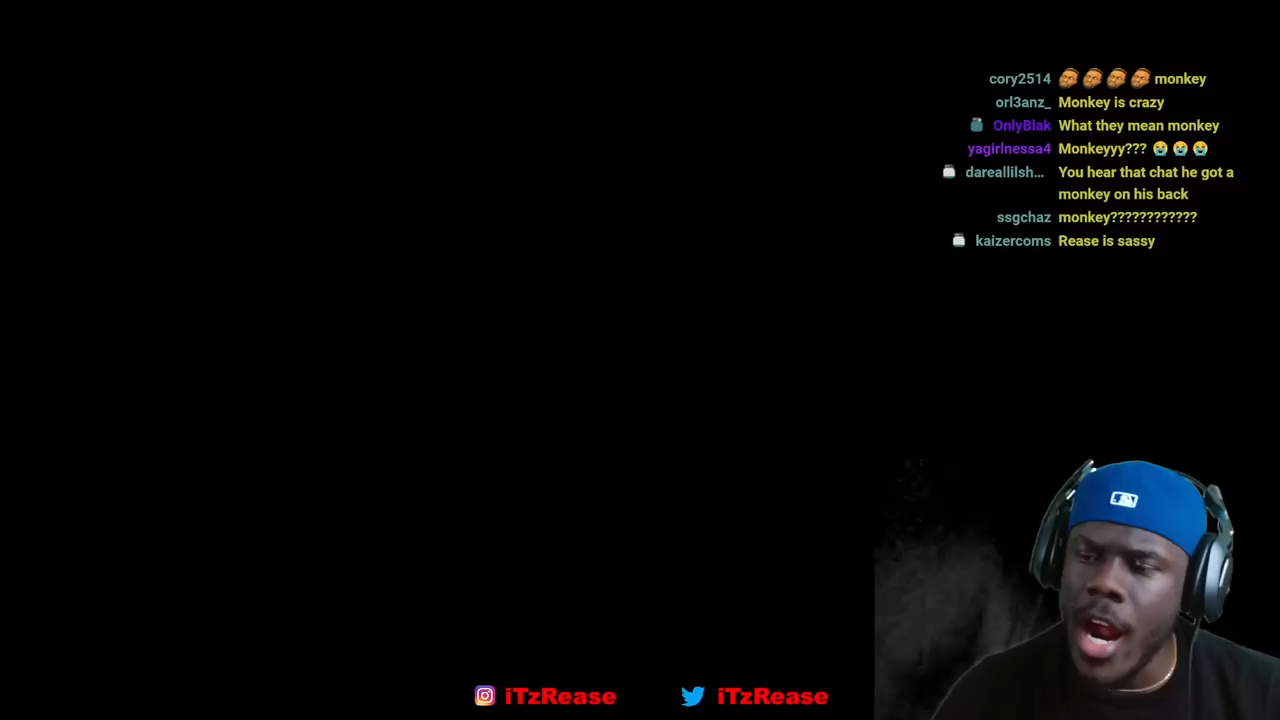 cory2514 monkey
orl3anz_ Monkey is crazy
OnlyBlak What they mean monkey
yagirlnessa4 Monkeyyy??? 😭 😭 😭
dareallilsh... You hear that chat he got a
monkey on his back
ssgchaz monkey????????????
kaizercoms Rease is sassy
iTzRease iTzRease